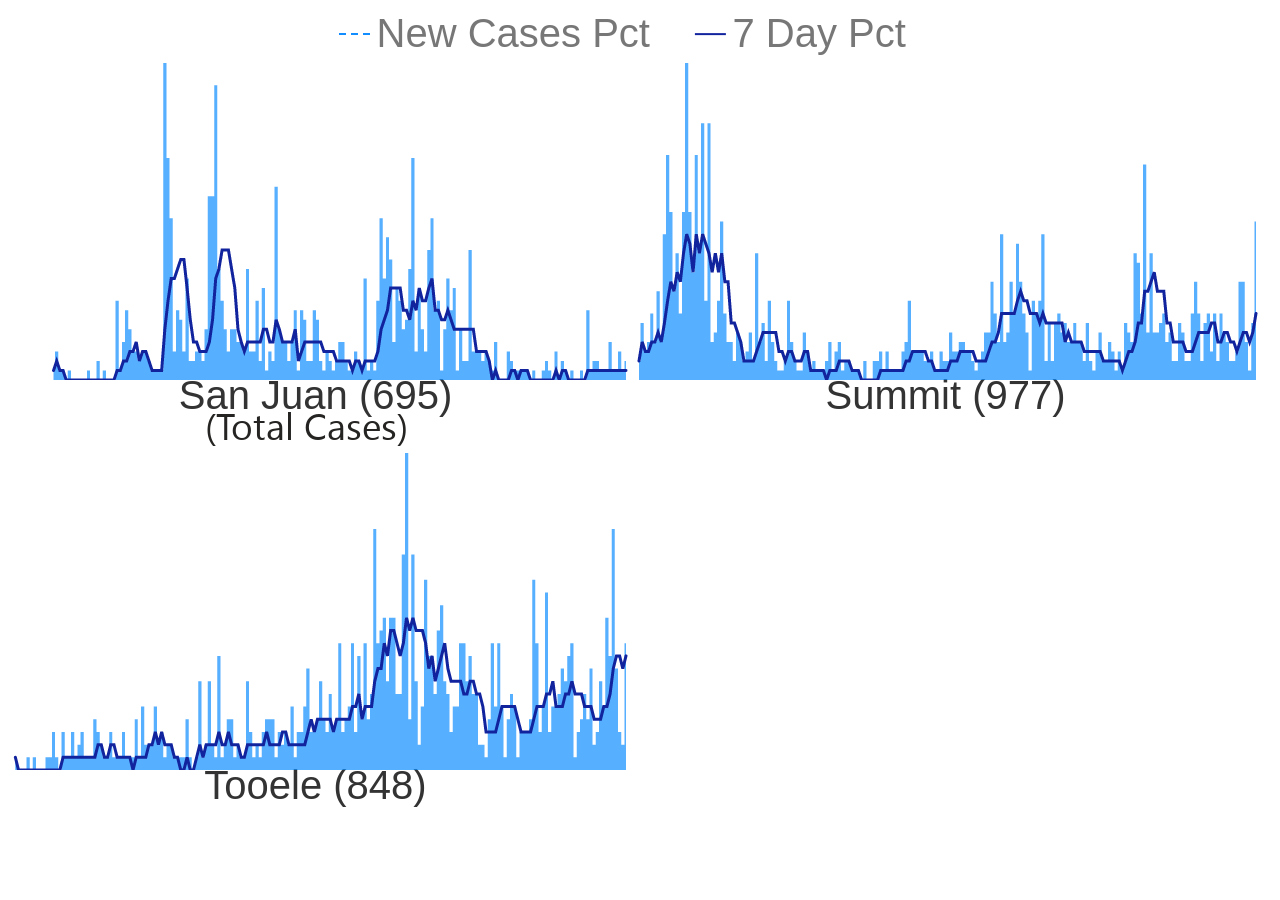 New Cases Pct 7 Day Pct
San Juan (695) Summit (977)
(Total Cases)
Tooele (848)